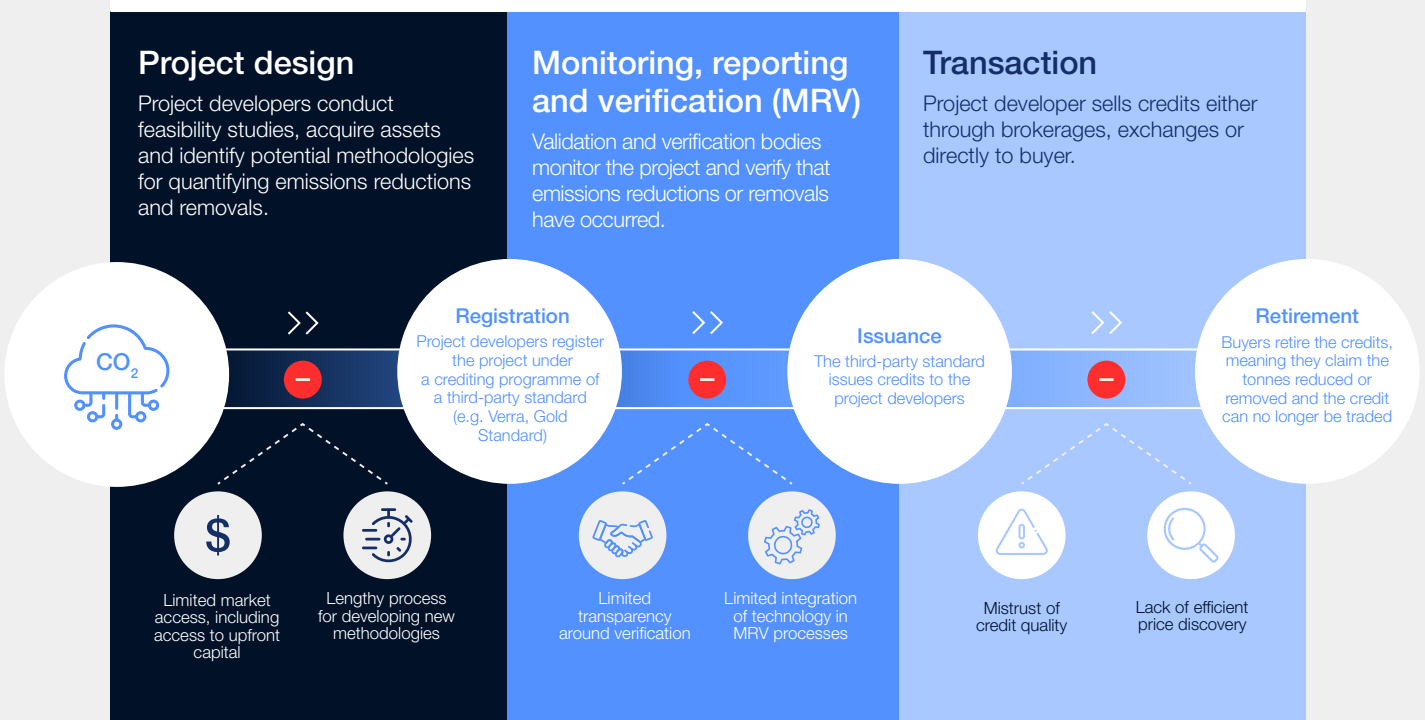 Project design
Project developers conduct
feasibility studies, acquire assets
and identify potential methodologies
for quantifying emissions reductions
and removals.
Monitoring, reporting
and verification (MRV)
Validation and verification bodies
monitor the project and verify that
emissions reductions or removals
have occurred.
Transaction
Project developer sells credits either
through brokerages, exchanges or
directly to buyer.
CO2
Registration
Project developers register
the project under
a crediting programme of
a third-party standard
(e.g. Verra, Gold
Standard)
Issuance
The third-party standard
issues credits to the
project developers
Retirement
Buyers retire the credits,
meaning they claim the
tonnes reduced or
removed and the credit
can no longer be traded
$
Limited market
access, including
access to upfront
capital
Lengthy process
for developing new
methodologies
Limited
transparency
around verification
Limited integration
of technology in
MRV processes
Mistrust of
credit quality
Lack of efficient
price discovery